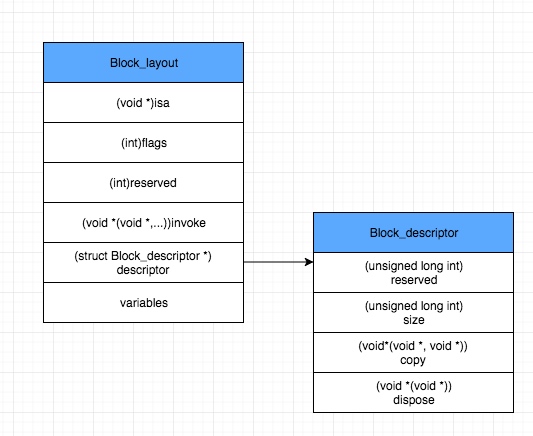 Block_layout
(void *)isa
(int)flags
(int)reserved
(void *(void *,...))invoke
(struct Block_descriptor *)
descriptor
variables
Block_descriptor
(unsigned long int)
reserved
(unsigned long int)
size
(void*(void *, void *))
copy
(void *(void *))
dispose